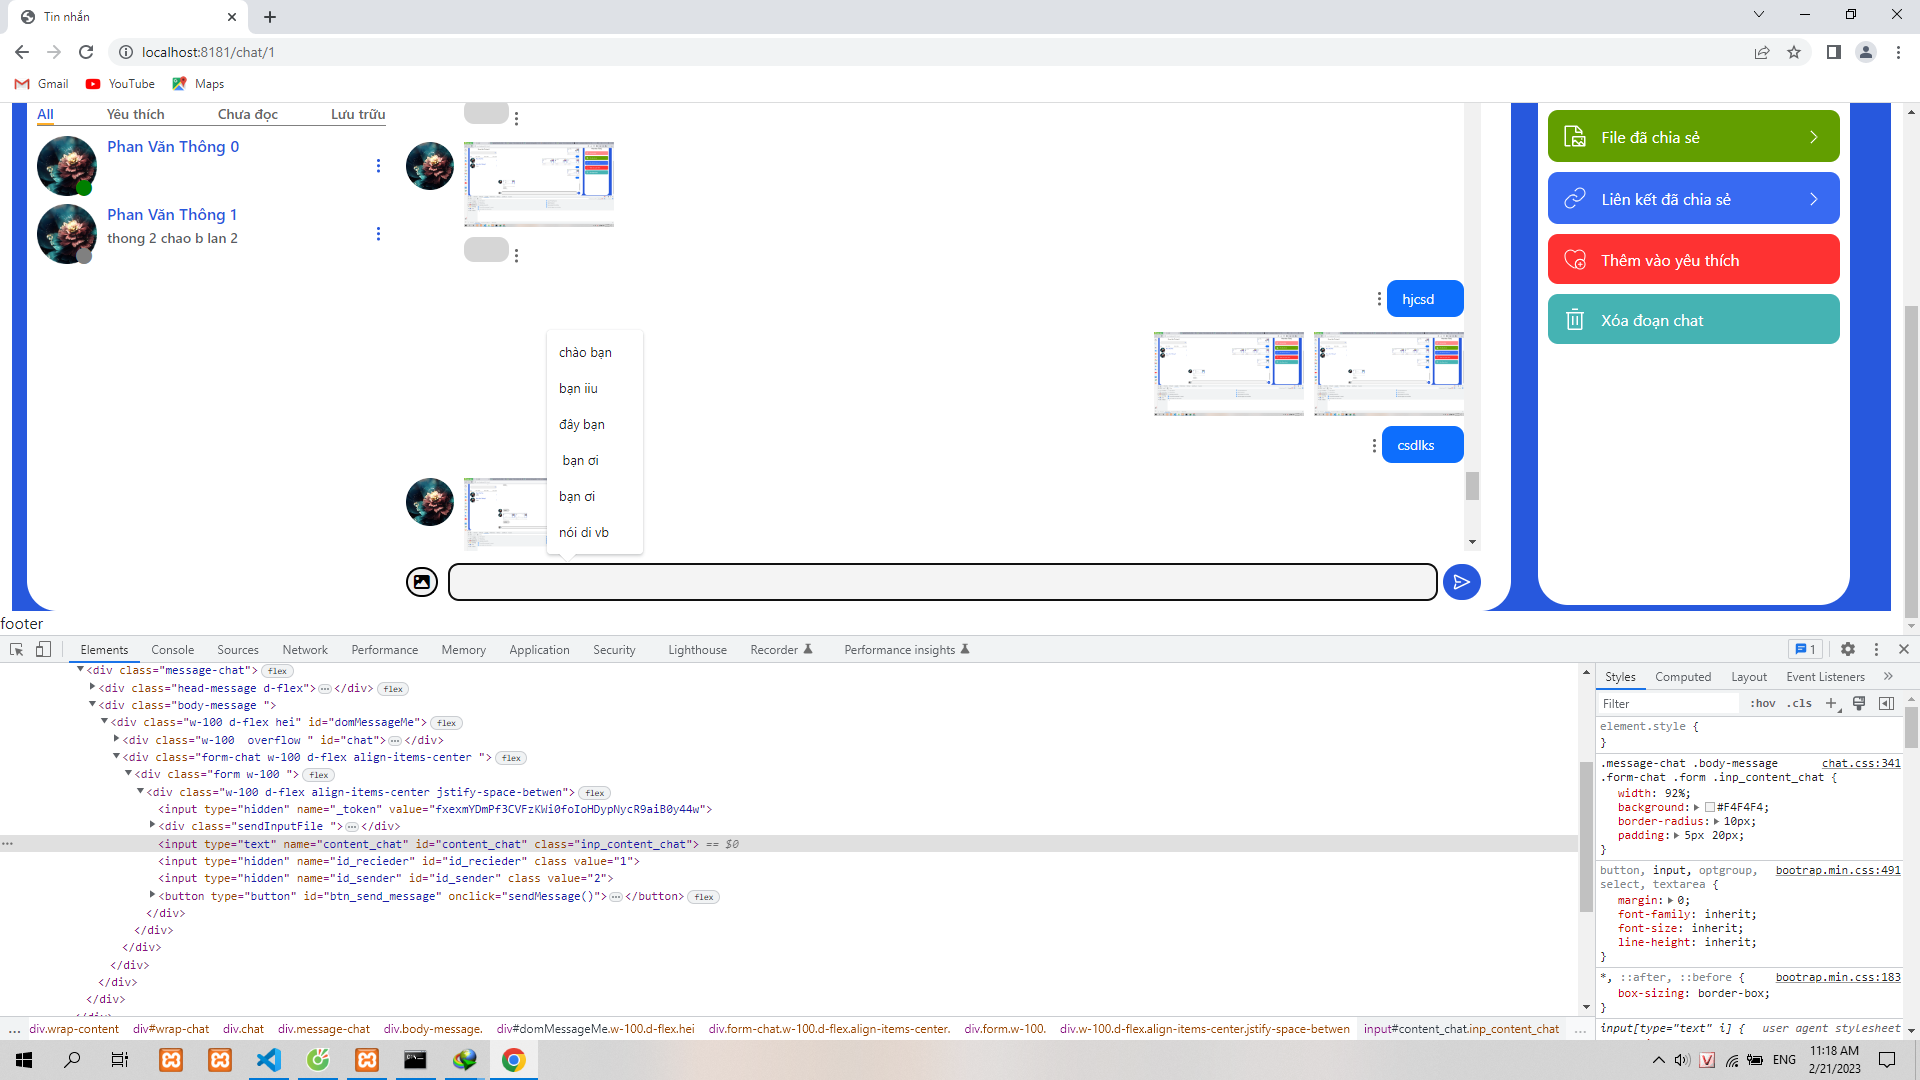 Tin nhắn
localhost:8181/chat/1
Gmail
YouTube
Maps
All
Yêu thích
Chưa đọc
Lưu trữu
Phan Văn Thông 0
Phan Văn Thông 1
thong 2 chao b lan 2
hjcsd
csdlks
chào bạn
bạn iiu
đây bạn
bạn ơi
bạn ơi
nói di vb
File đã chia sẻ
Liên kết đã chia sẻ
Thêm vào yêu thích
Xóa đoạn chat
footer
Elements
Console
Sources
Network
Performance
Memory
Application
Security
Lighthouse
Recorder
Performance insights
1
<div class="message-chat"> flex
<div class="head-message d-flex">…</div> flex
<div class="body-message ">
<div class="w-100 d-flex hei" id="domMessageMe"> flex
<div class="w-100  overflow " id="chat">…</div>
<div class="form-chat w-100 d-flex align-items-center "> flex
<div class="form w-100 "> flex
<div class="w-100 d-flex align-items-center jstify-space-betwen"> flex
<input type="hidden" name="_token" value="fxexmYDmPf3CVFzKWi0foIoHDypNycR9aiB0y44w">
<div class="sendInputFile ">…</div>
<input type="text" name="content_chat" id="content_chat" class="inp_content_chat"> == $0
<input type="hidden" name="id_recieder" id="id_recieder" class value="1">
<input type="hidden" name="id_sender" id="id_sender" class value="2">
<button type="button" id="btn_send_message" onclick="sendMessage()">…</button> flex
</div>
</div>
</div>
</div>
</div>
</div>
</div>
Styles
Computed
Layout
Event Listeners
»
Filter
:hov
.cls
element.style {
}
.message-chat .body-message chat.css:341
.form-chat .form .inp_content_chat {
width: 92%;
background: #F4F4F4;
border-radius: 10px;
padding: 5px 20px;
}
button, input, optgroup, bootrap.min.css:491
select, textarea {
margin: 0;
font-family: inherit;
font-size: inherit;
line-height: inherit;
}
*, ::after, ::before { bootrap.min.css:183
box-sizing: border-box;
}
input[type="text" i] { user agent stylesheet
… div.wrap-content div#wrap-chat div.chat div.message-chat div.body-message. div#domMessageMe.w-100.d-flex.hei div.form-chat.w-100.d-flex.align-items-center. div.form.w-100. div.w-100.d-flex.align-items-center.jstify-space-betwen input#content_chat.inp_content_chat …
ENG
11:18 AM
2/21/2023